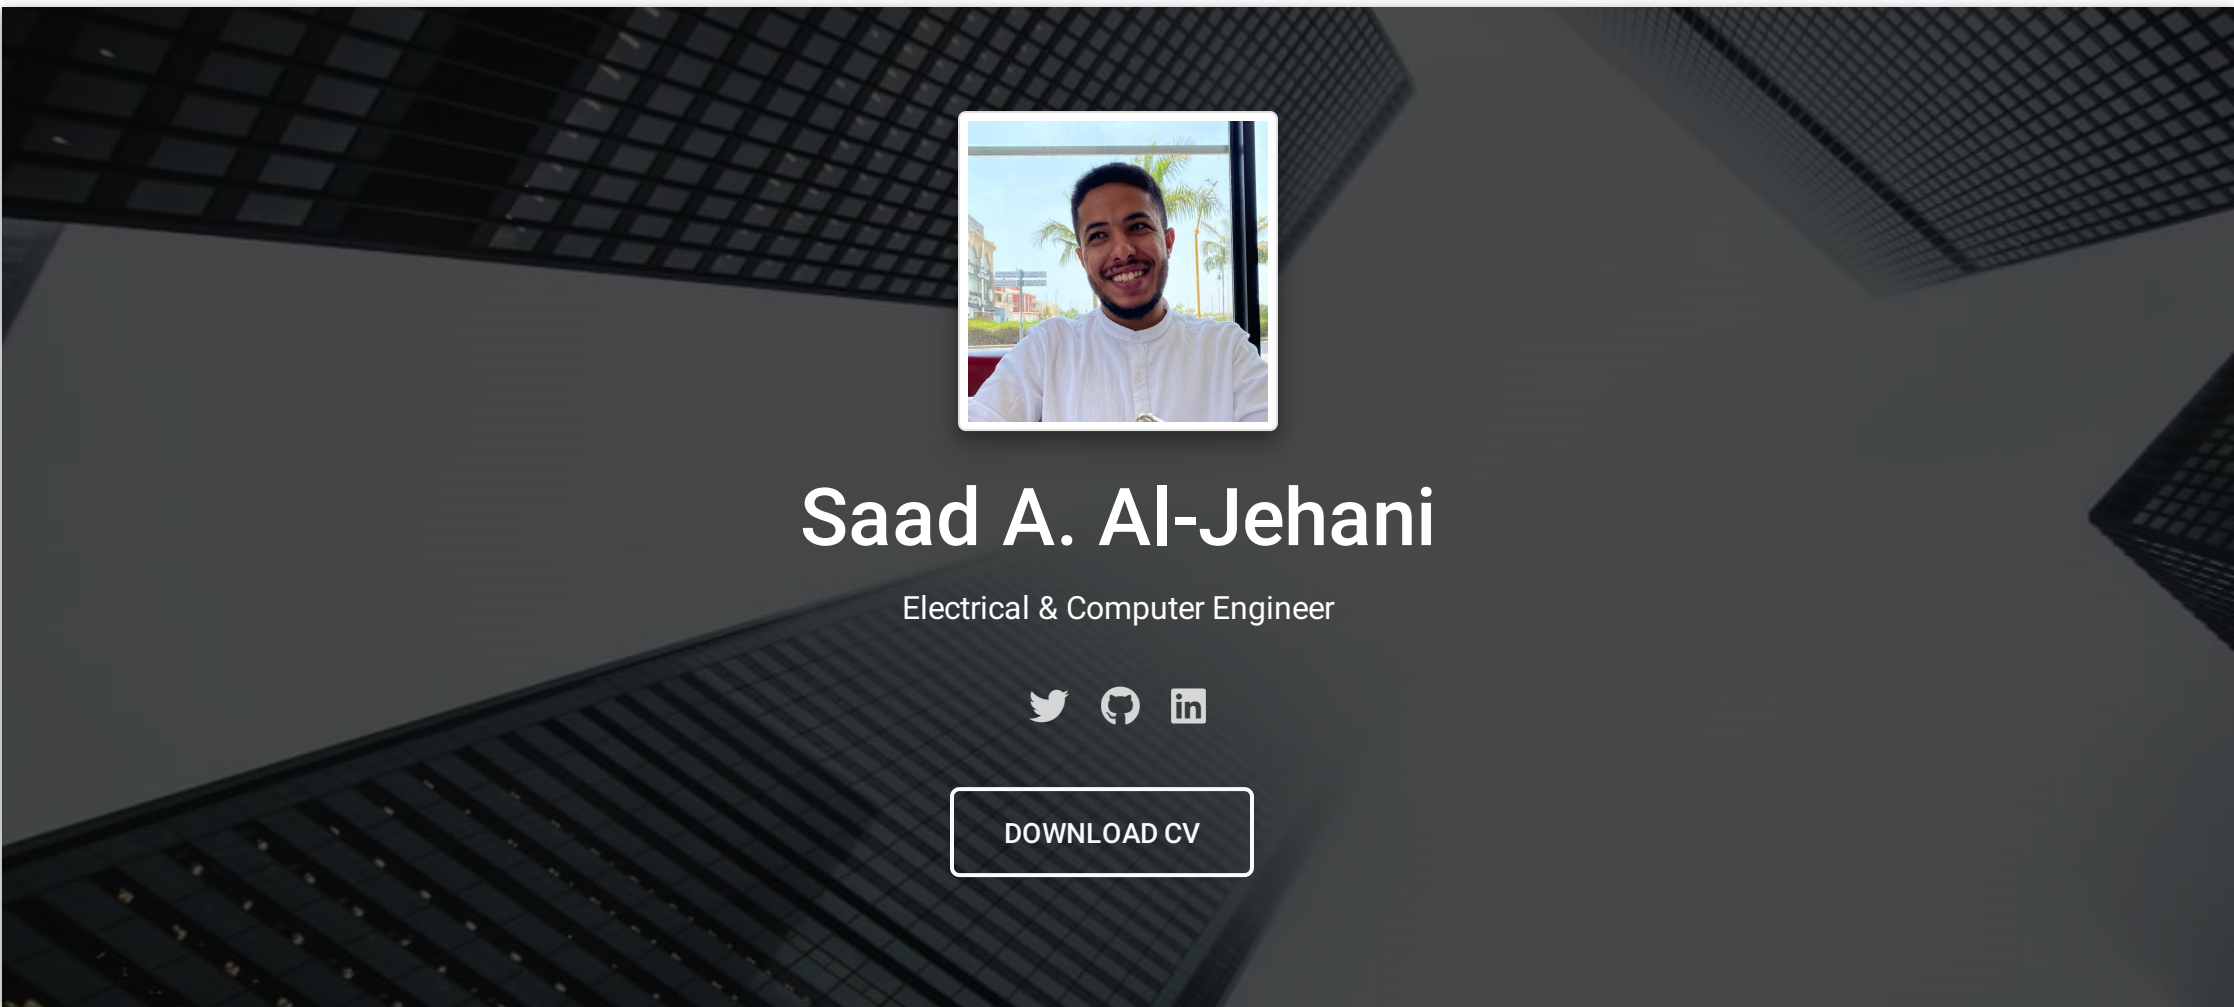 Saad A. Al-Jehani
Electrical & Computer Engineer
DOWNLOAD CV